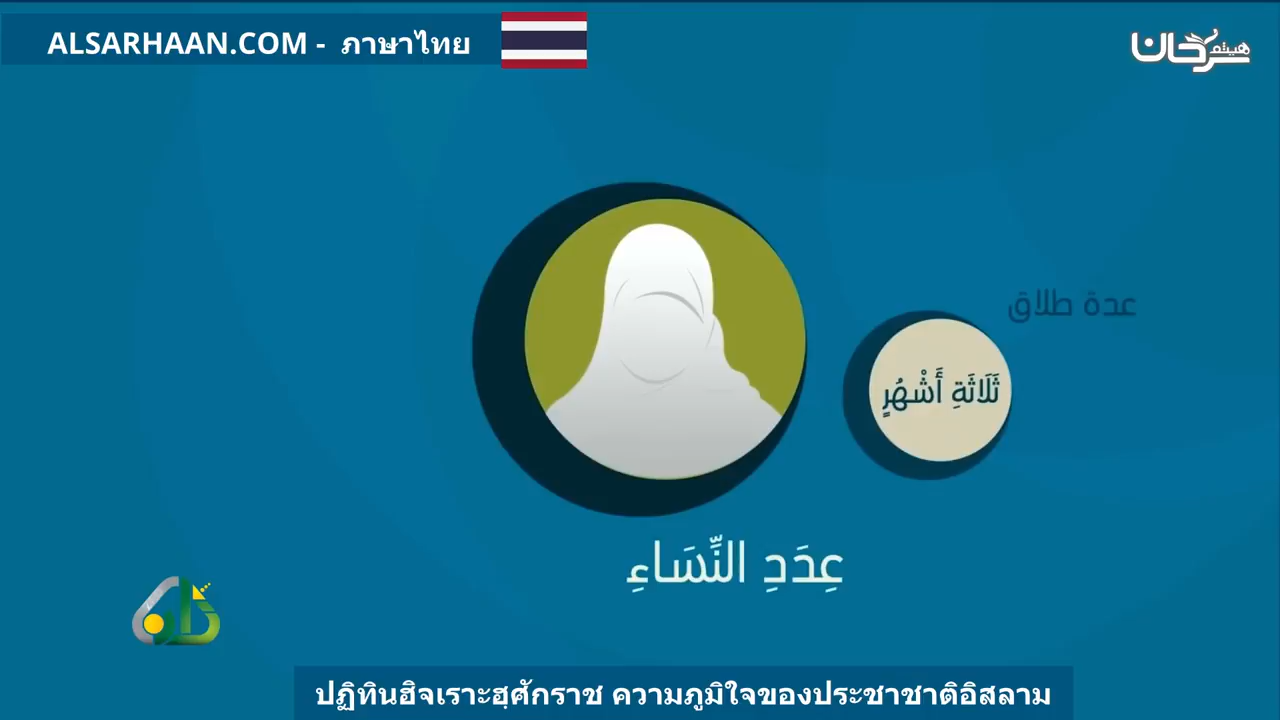 ALSARHAAN.COM - ภาษาไทย
هيثم سرحان
عدة طلاق
ثَلَاثَةِ أَشْهُرٍ
عِدَدِ النِّسَاءِ
ปฏิทินฮิจเราะฮฺศักราช ความภูมิใจของประชาชาติอิสลาม